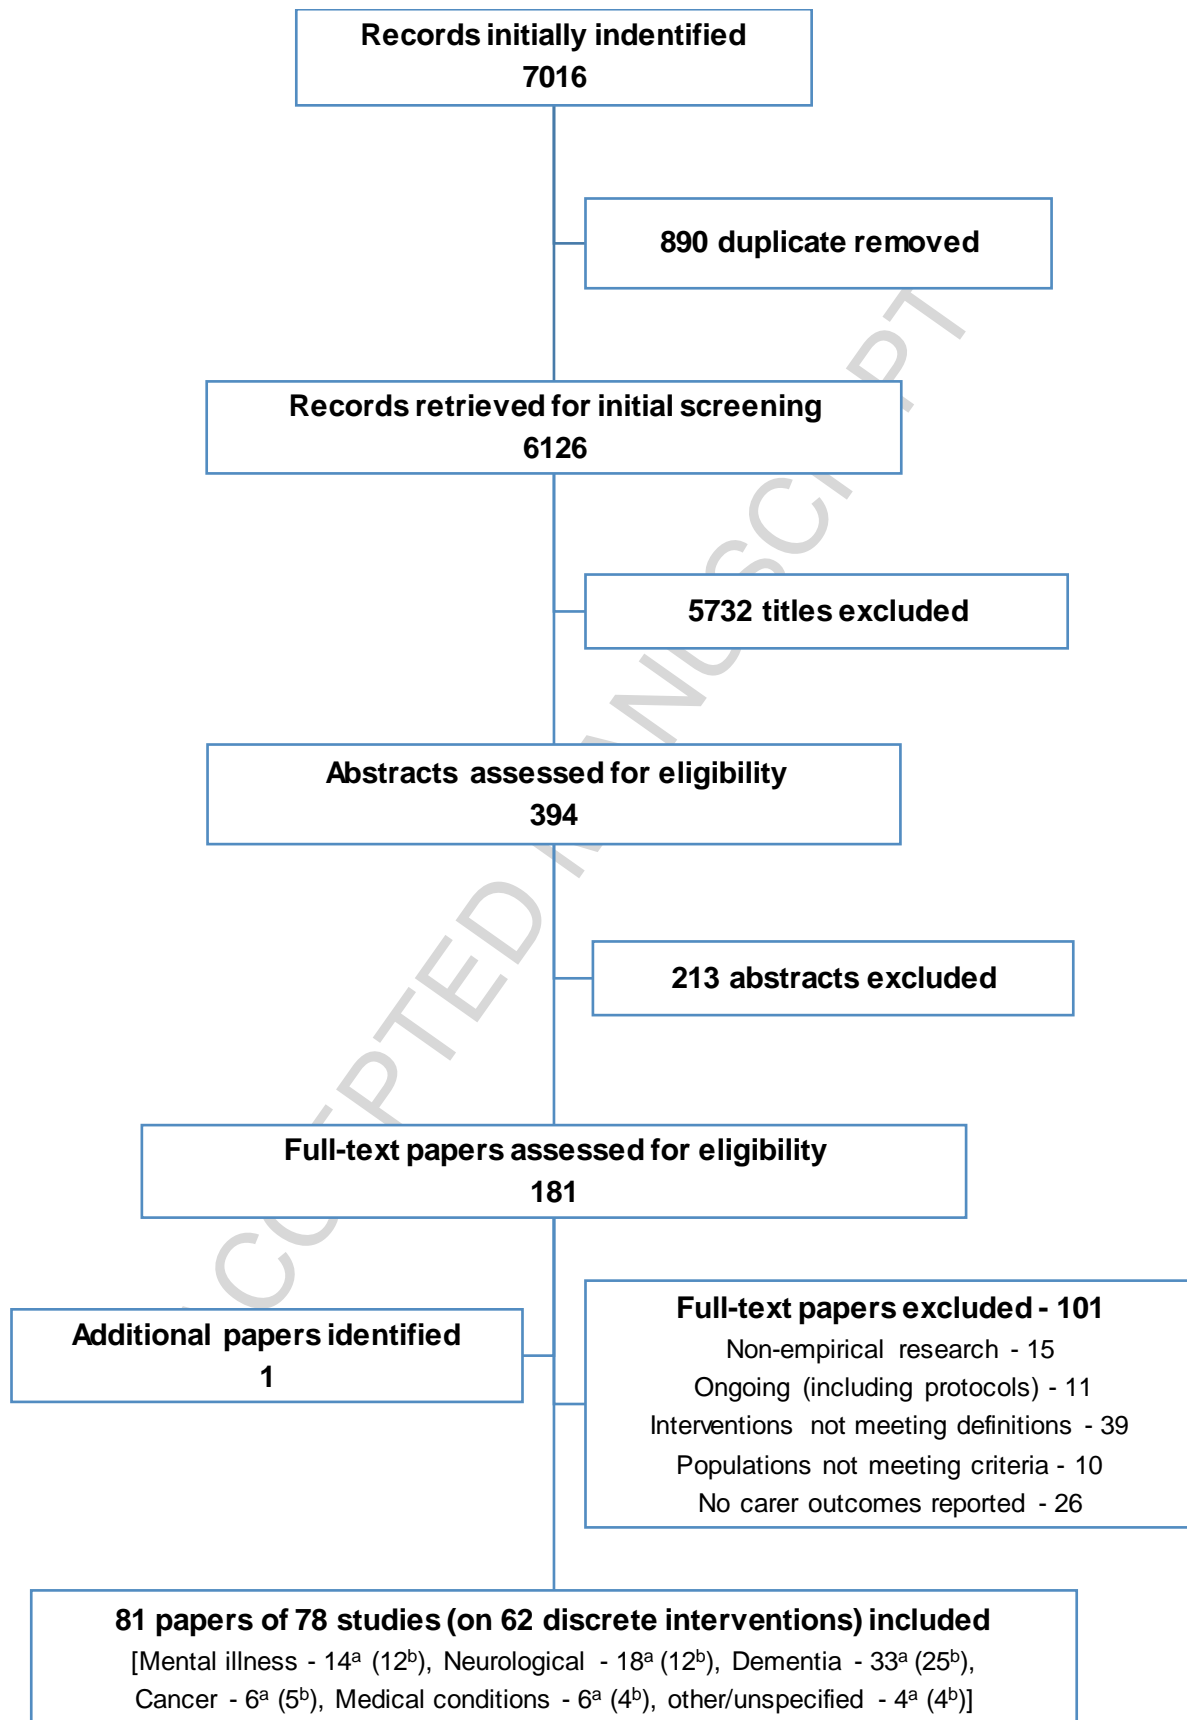 Records initially indentified
7016
890 duplicate removed
Records retrieved for initial screening
6126
5732 titles excluded
Abstracts assessed for eligibility
394
213 abstracts excluded
Full-text papers assessed for eligibility
181
Additional papers identified
1
Full-text papers excluded - 101
Non-empirical research - 15
Ongoing (including protocols) - 11
Interventions not meeting definitions - 39
Populations not meeting criteria - 10
No carer outcomes reported - 26
81 papers of 78 studies (on 62 discrete interventions) included
[Mental illness - 14ᵃ (12ᵇ), Neurological - 18ᵃ (12ᵇ), Dementia - 33ᵃ (25ᵇ),
Cancer - 6ᵃ (5ᵇ), Medical conditions - 6ᵃ (4ᵇ), other/unspecified - 4ᵃ (4ᵇ)]